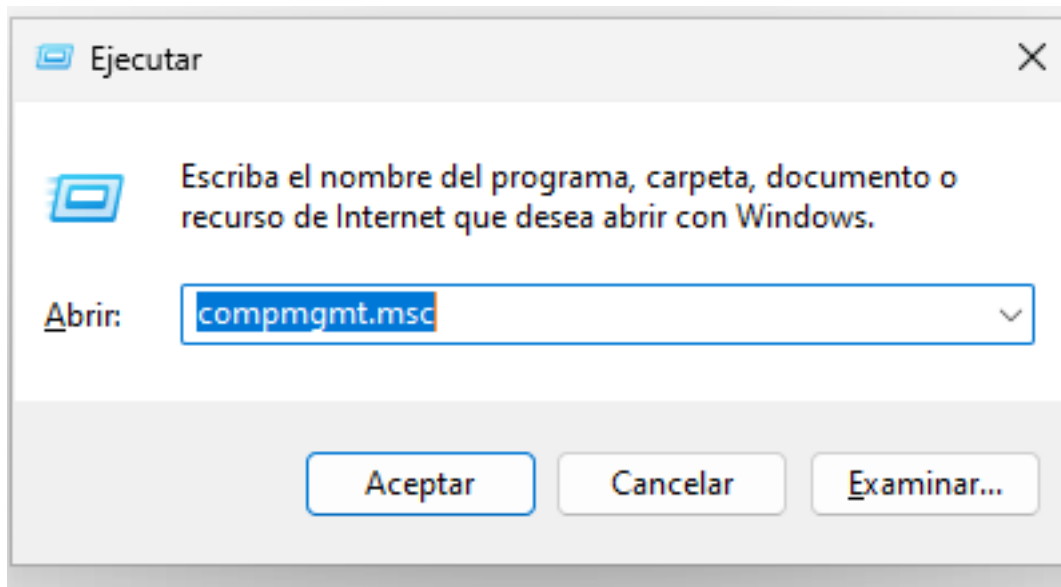 Ejecutar
Escriba el nombre del programa, carpeta, documento o
recurso de Internet que desea abrir con Windows.
Abrir: compmgmt.msc
Aceptar Cancelar Examinar...